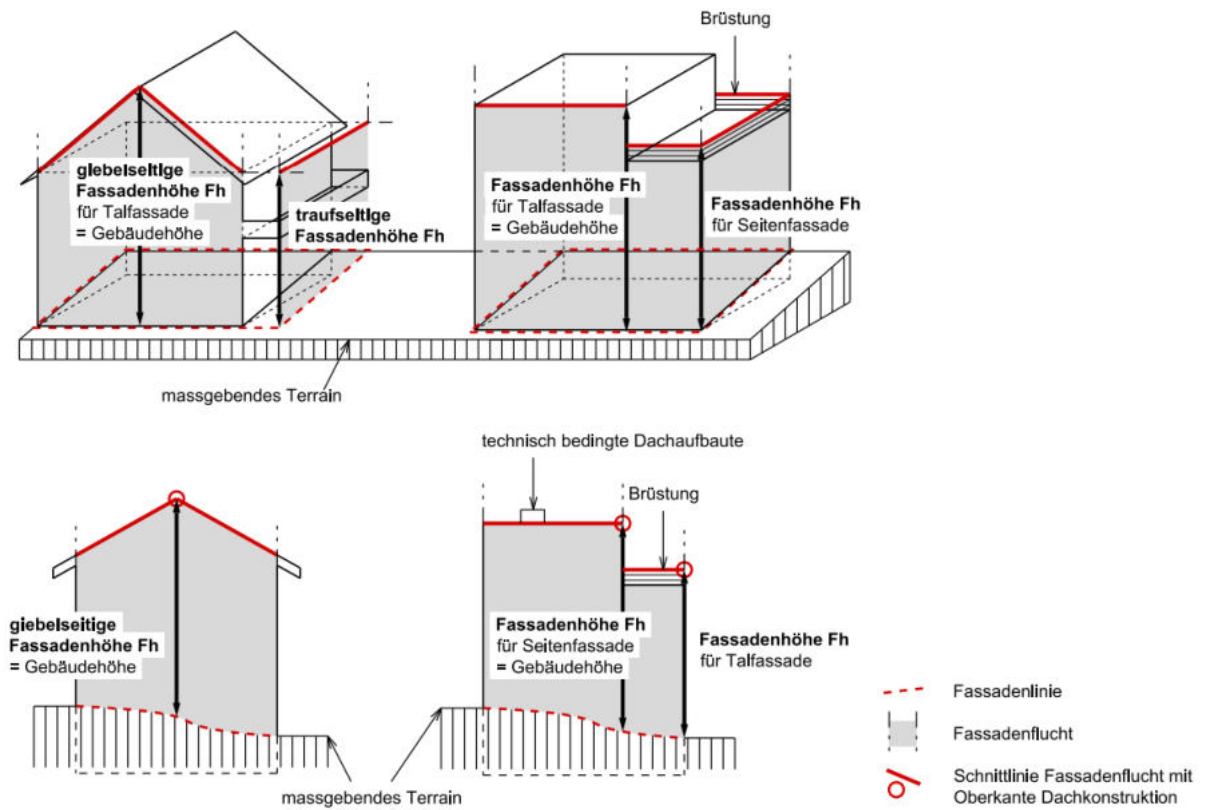 Brüstung
giebelseitige
Fassadenhöhe Fh
für Talfassade
= Gebäudehöhe
traufseitige
Fassadenhöhe Fh
Fassadenhöhe Fh
für Talfassade
= Gebäudehöhe
Fassadenhöhe Fh
für Seitenfassade
massgebendes Terrain
technisch bedingte Dachaufbaute
Brüstung
giebelseitige
Fassadenhöhe Fh
= Gebäudehöhe
Fassadenhöhe Fh
für Seitenfassade
= Gebäudehöhe
Fassadenhöhe Fh
für Talfassade
massgebendes Terrain
Fassadenlinie
Fassadenflucht
Schnittlinie Fassadenflucht mit
Oberkante Dachkonstruktion